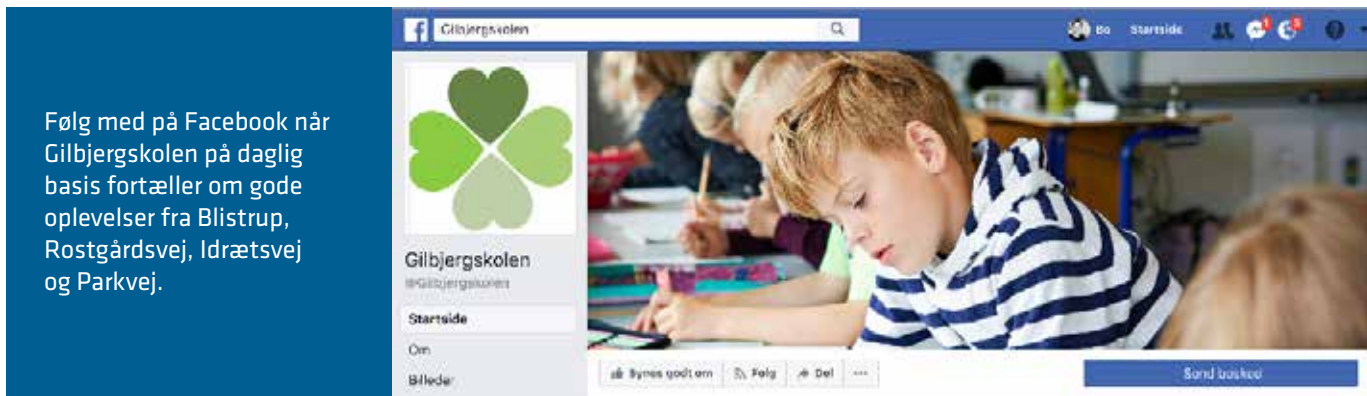 Følg med på Facebook når
Gilbjergskolen på daglig
basis fortæller om gode
oplevelser fra Blistrup,
Rostgårdsvej, Idrætsvej
og Parkvej.
Gilbjergskolen
Bo Startside
1
Gilbjergskolen
@Gilbjergskolen
Startside
Om
Billeder
Synes godt om Følg Del ...
Send besked